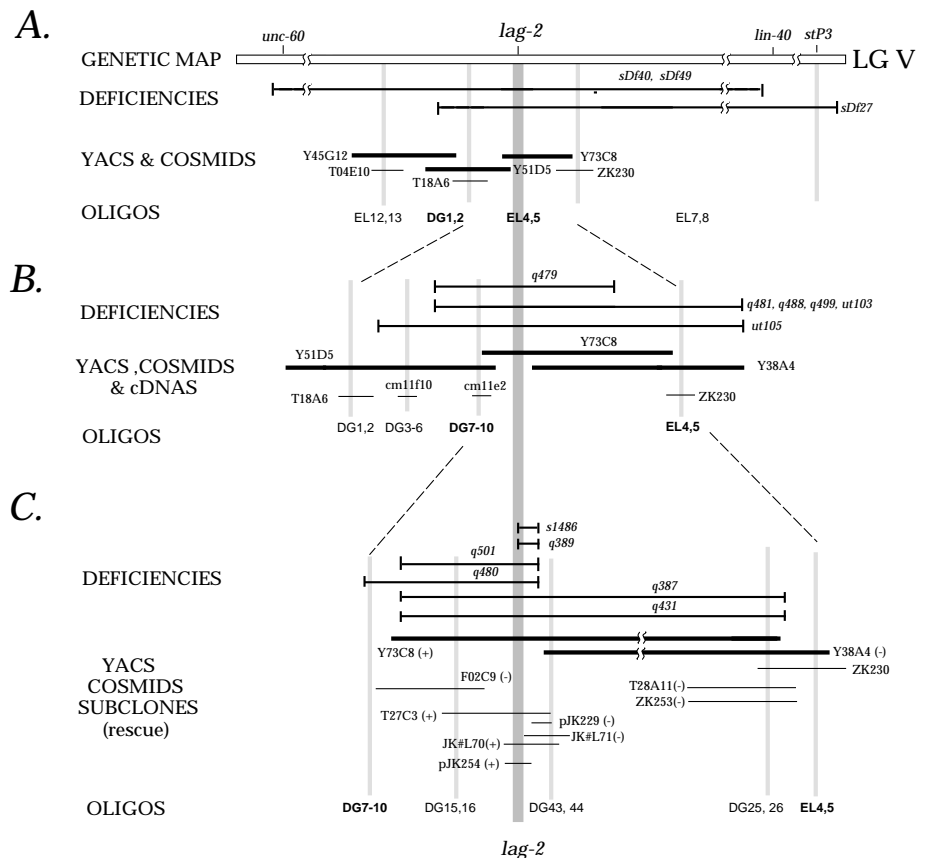 A.
lag-2
unc-60
lin-40
stP3
GENETIC MAP
LG V
DEFICIENCIES
sDf40, sDf49
sDf27
YACS & COSMIDS
Y45G12
Y73C8
T04E10
Y51D5
ZK230
T18A6
OLIGOS
EL12,13
DG1,2
EL4,5
EL7,8
B.
DEFICIENCIES
q479
q481, q488, q499, ut103
ut105
YACS ,COSMIDS
& cDNAS
Y51D5
Y73C8
Y38A4
T18A6
cm11f10
cm11e2
ZK230
OLIGOS
DG1,2
DG3-6
DG7-10
EL4,5
C.
s1486
q389
DEFICIENCIES
q501
q480
q387
q431
YACS
COSMIDS
SUBCLONES
(rescue)
Y73C8 (+)
Y38A4 (-)
ZK230
F02C9 (-)
T28A11(-)
ZK253(-)
T27C3 (+)
pJK229 (-)
JK#L71(-)
JK#L70(+)
pJK254 (+)
OLIGOS
DG7-10
DG15,16
DG43, 44
DG25, 26
EL4,5
lag-2